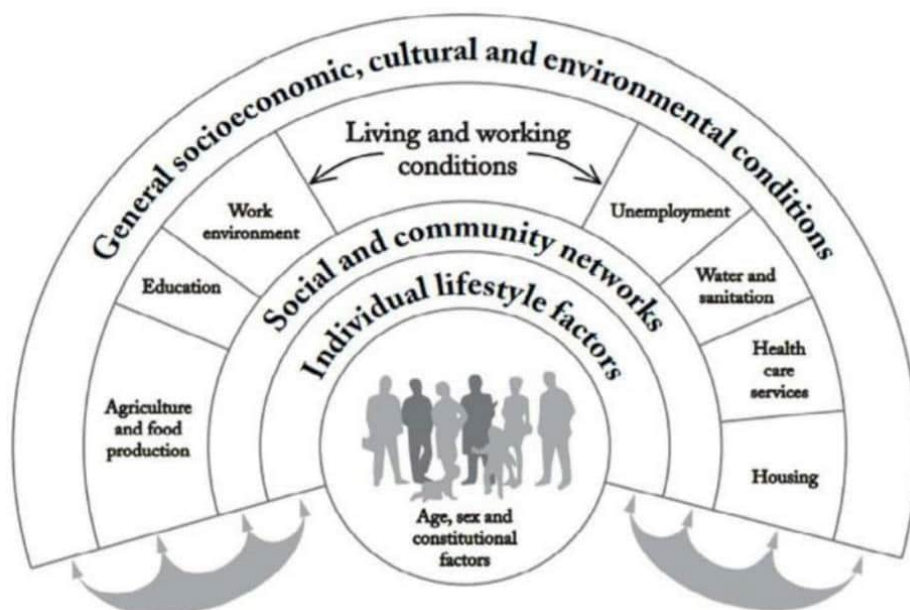 General socioeconomic, cultural and environmental conditions
Living and working
conditions
Work
environment
Unemployment
Education
Water and
sanitation
Agriculture
and food
production
Health
care
services
Housing
Social and community networks
Individual lifestyle factors
Age, sex and
constitutional
factors